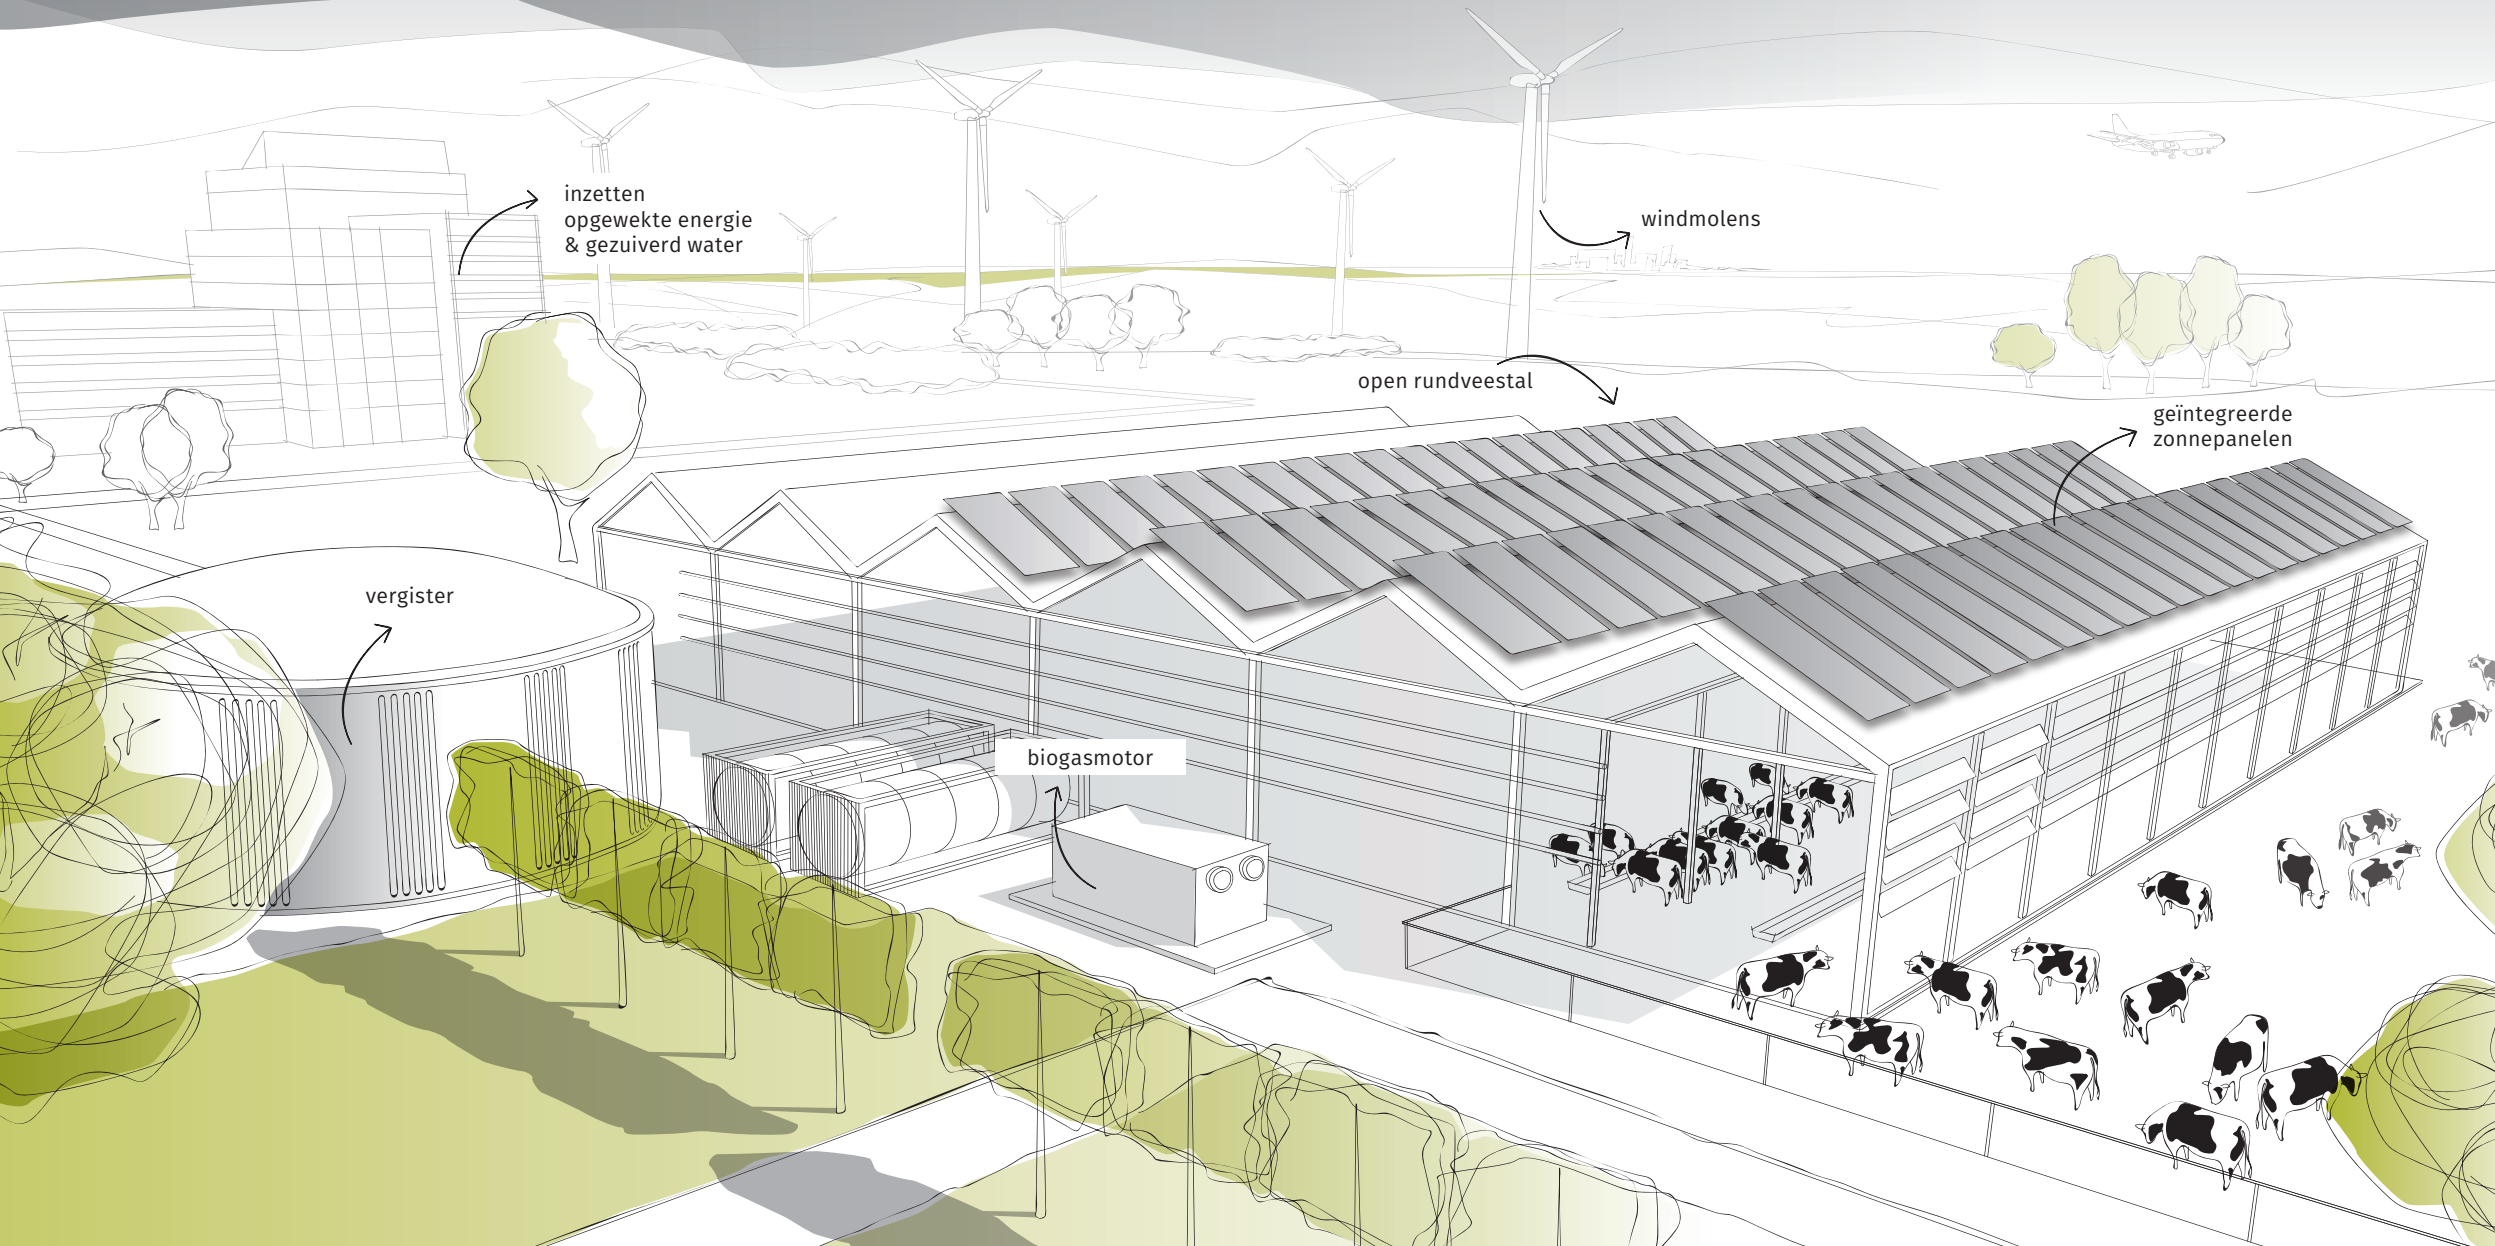 inzetten
opgewekte energie
& gezuiverd water
windmolens
open rundveestal
geïntegreerde
zonnepanelen
vergister
biogasmotor